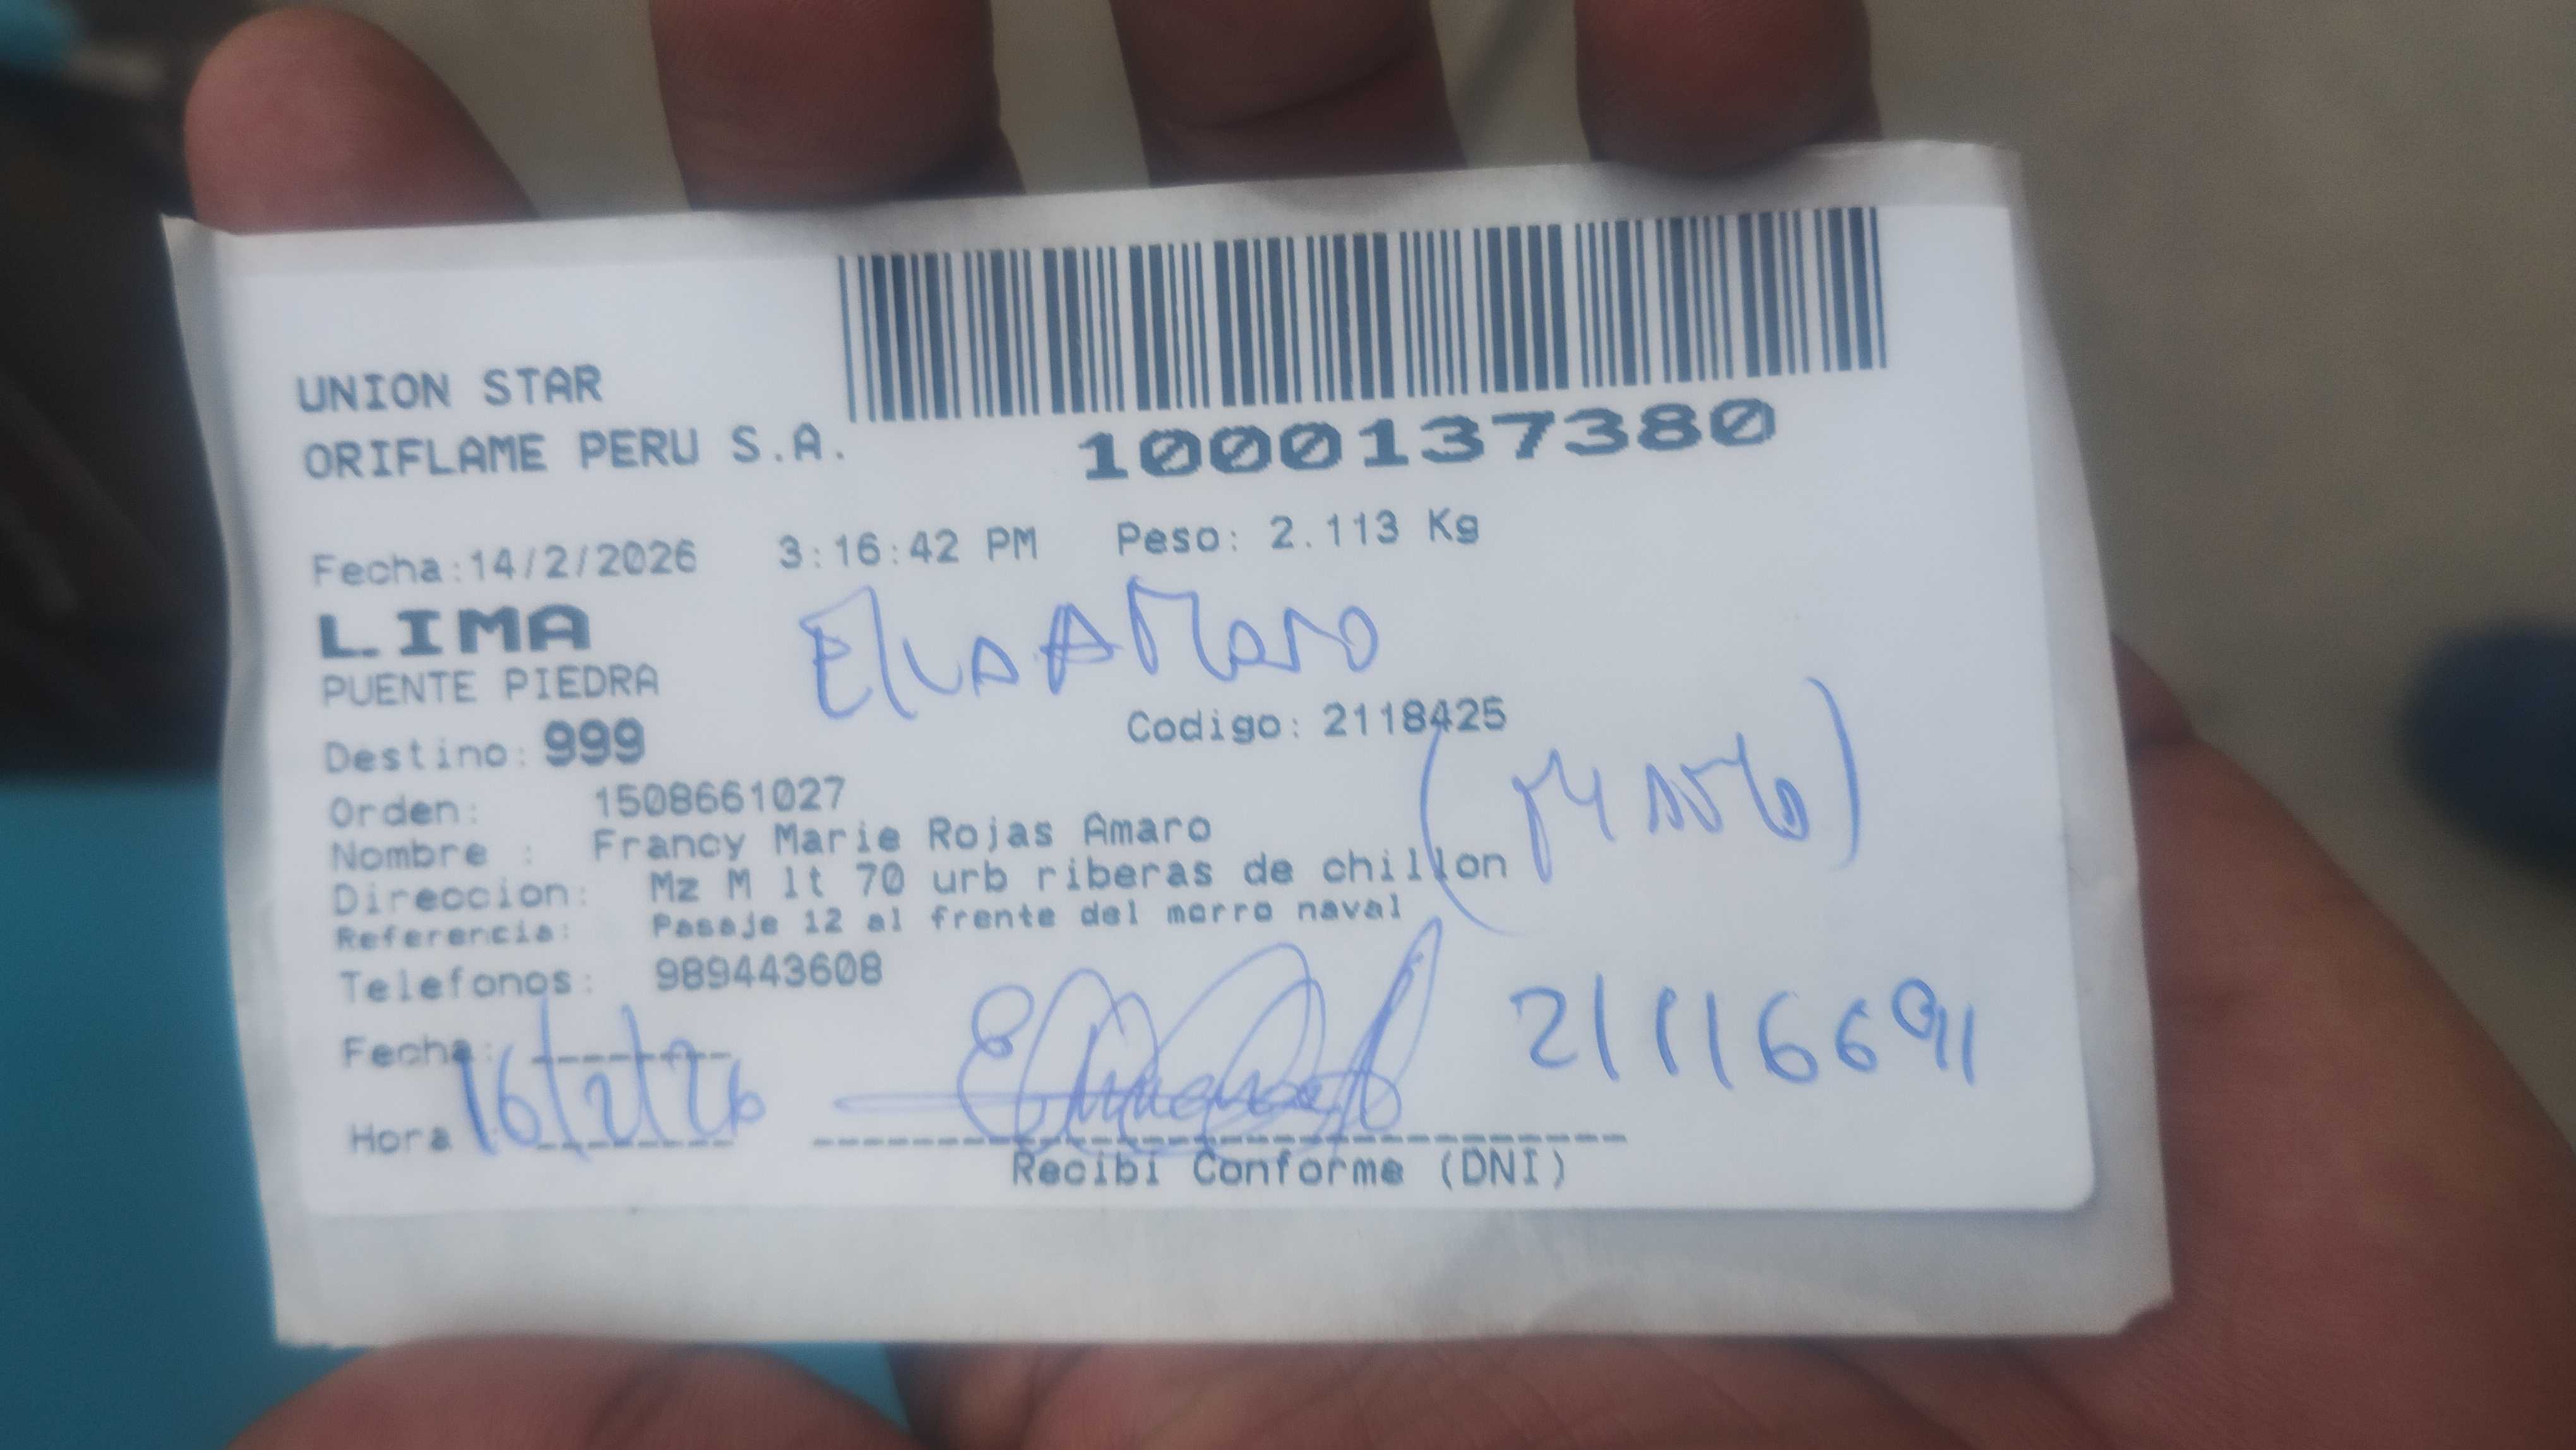 UNION STAR
ORIFLAME PERU S.A.
1000137380
Fecha:14/2/2026 3:16:42 PM Peso: 2.113 Kg
LIMA
PUENTE PIEDRA
Elva Amaro
Destino: 999 Codigo: 2118425
Orden: 1508661027
Nombre : Francy Marie Rojas Amaro
Direccion: Mz M lt 70 urb riberas de chillon
Referencia: Pasaje 12 al frente del morro naval
Telefonos: 989443608
Fecha:
16/2/26
21116691
Hora :
Recibi Conforme (DNI)